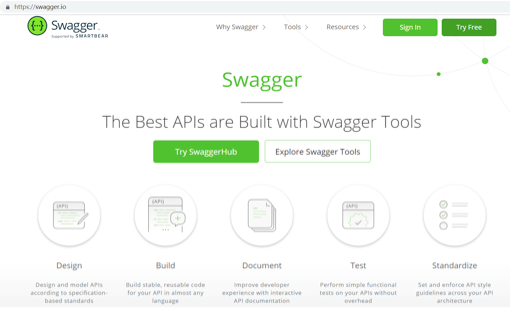 https://swagger.io
Swagger
Supported by SMARTBEAR
Why Swagger
Tools
Resources
Sign In
Try Free
Swagger
The Best APIs are Built with Swagger Tools
Try SwaggerHub
Explore Swagger Tools
{API}
{API}
{API}
Design
Build
Document
Test
Standardize
Design and model APIs
according to specification-
based standards
Build stable, reusable code
for your API in almost any
language
Improve developer
experience with interactive
API documentation
Perform simple functional
tests on your APIs without
overhead
Set and enforce API style
guidelines across your API
architecture